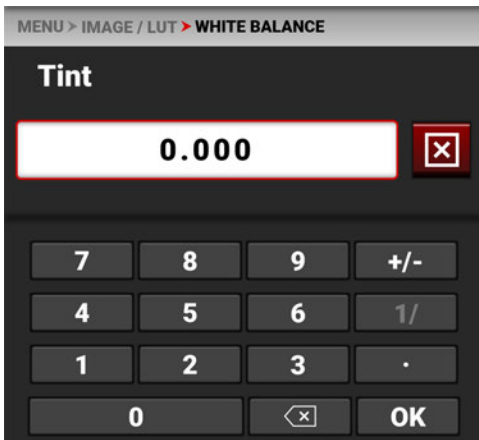 MENU > IMAGE / LUT > WHITE BALANCE
Tint
0.000
7 8 9 +/-
4 5 6 1/
1 2 3 .
0 OK